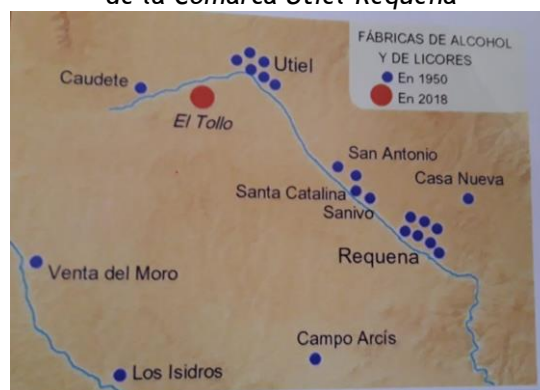 de la Comarca Utiel-Requena
FÁBRICAS DE ALCOHOL
Y DE LICORES
En 1950
En 2018
Utiel
Caudete
El Tollo
San Antonio
Casa Nueva
Santa Catalina
Sanivo
Requena
Venta del Moro
Campo Arcís
Los Isidros